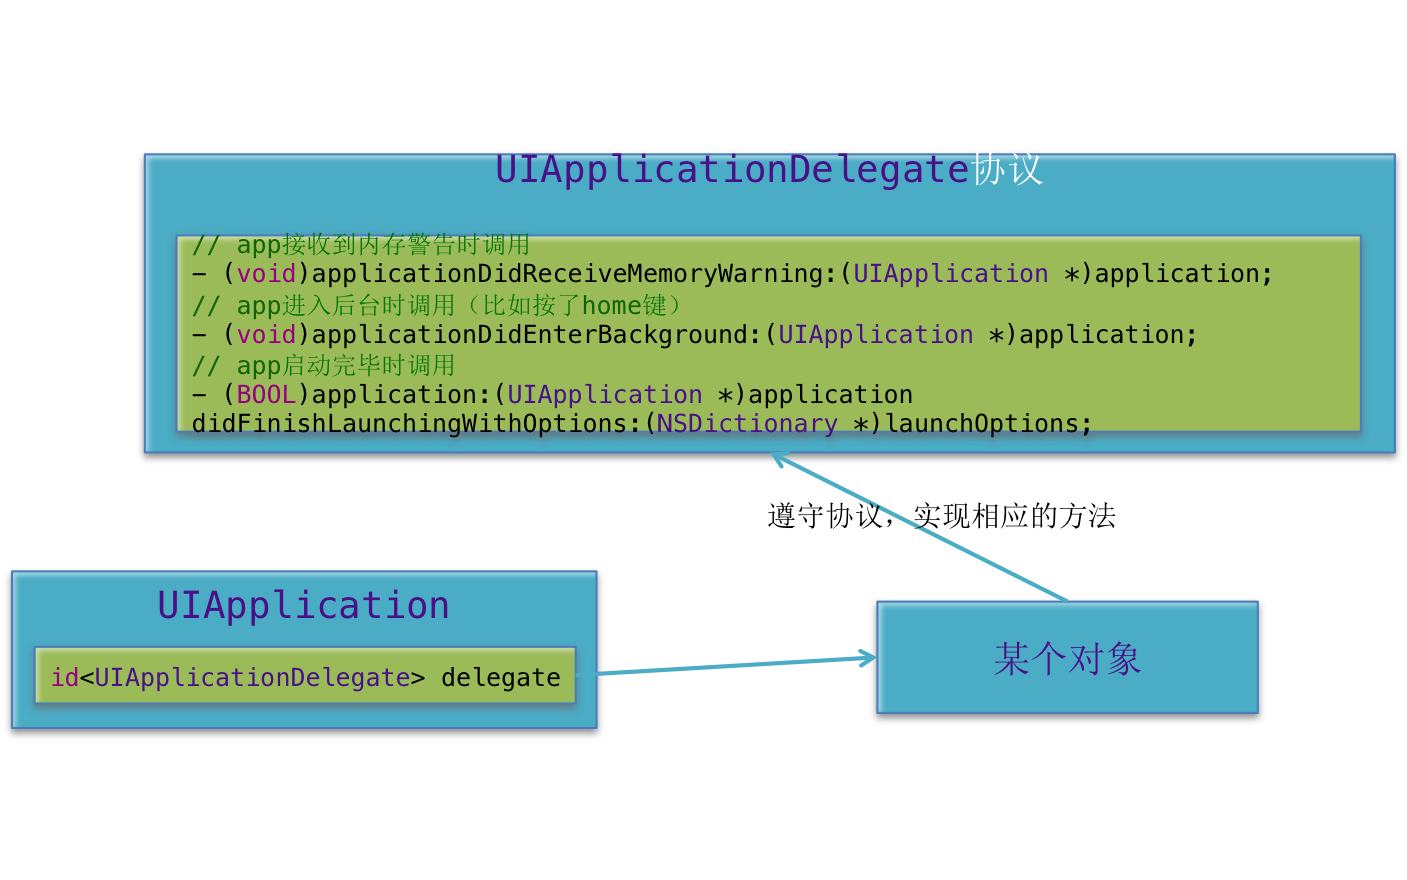 UIApplicationDelegate协议
// app接收到内存警告时调用
- (void)applicationDidReceiveMemoryWarning:(UIApplication *)application;
// app进入后台时调用（比如按了home键）
- (void)applicationDidEnterBackground:(UIApplication *)application;
// app启动完毕时调用
- (BOOL)application:(UIApplication *)application
didFinishLaunchingWithOptions:(NSDictionary *)launchOptions;
遵守协议，实现相应的方法
UIApplication
id<UIApplicationDelegate> delegate
某个对象